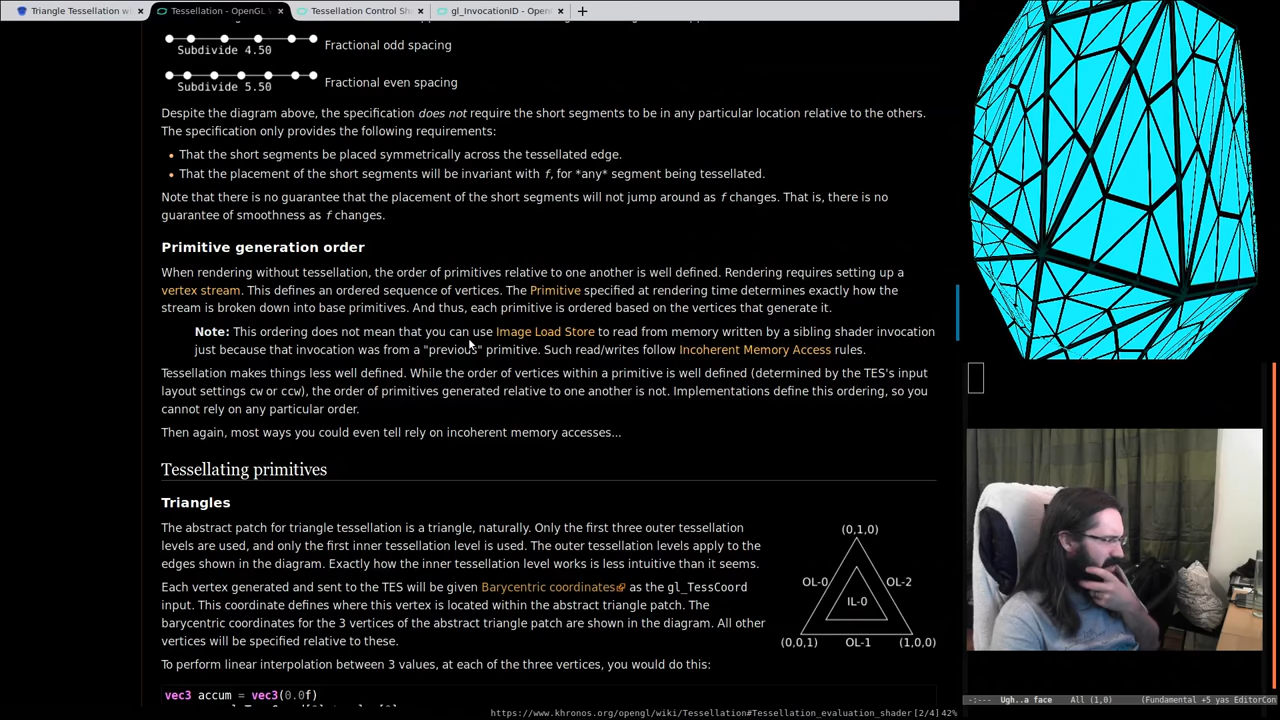 Triangle Tessellation wi
Tessellation - OpenGL
Tessellation Control Sha
gl_InvocationID - OpenG
Subdivide 4.50
Fractional odd spacing
Subdivide 5.50
Fractional even spacing
Despite the diagram above, the specification does not require the short segments to be in any particular location relative to the others.
The specification only provides the following requirements:
• That the short segments be placed symmetrically across the tessellated edge.
• That the placement of the short segments will be invariant with f, for *any* segment being tessellated.
Note that there is no guarantee that the placement of the short segments will not jump around as f changes. That is, there is no
guarantee of smoothness as f changes.
Primitive generation order
When rendering without tessellation, the order of primitives relative to one another is well defined. Rendering requires setting up a
vertex stream. This defines an ordered sequence of vertices. The Primitive specified at rendering time determines exactly how the
stream is broken down into base primitives. And thus, each primitive is ordered based on the vertices that generate it.
Note: This ordering does not mean that you can use Image Load Store to read from memory written by a sibling shader invocation
just because that invocation was from a "previous" primitive. Such read/writes follow Incoherent Memory Access rules.
Tessellation makes things less well defined. While the order of vertices within a primitive is well defined (determined by the TES's input
layout settings cw or ccw), the order of primitives generated relative to one another is not. Implementations define this ordering, so you
cannot rely on any particular order.
Then again, most ways you could even tell rely on incoherent memory accesses...
Tessellating primitives
Triangles
The abstract patch for triangle tessellation is a triangle, naturally. Only the first three outer tessellation
levels are used, and only the first inner tessellation level is used. The outer tessellation levels apply to the
edges shown in the diagram. Exactly how the inner tessellation level works is less intuitive than it seems.
Each vertex generated and sent to the TES will be given Barycentric coordinates as the gl_TessCoord
input. This coordinate defines where this vertex is located within the abstract triangle patch. The
barycentric coordinates for the 3 vertices of the abstract triangle patch are shown in the diagram. All other
vertices will be specified relative to these.
(0,1,0)
OL-0
OL-2
IL-0
(0,0,1)
OL-1
(1,0,0)
To perform linear interpolation between 3 values, at each of the three vertices, you would do this:
vec3 accum = vec3(0.0f)
https://www.khronos.org/opengl/wiki/Tessellation#Tessellation_evaluation_shader [2/4] 42%
-:--- Ugh..a face All (1,0) (Fundamental +5 yas EditorCon